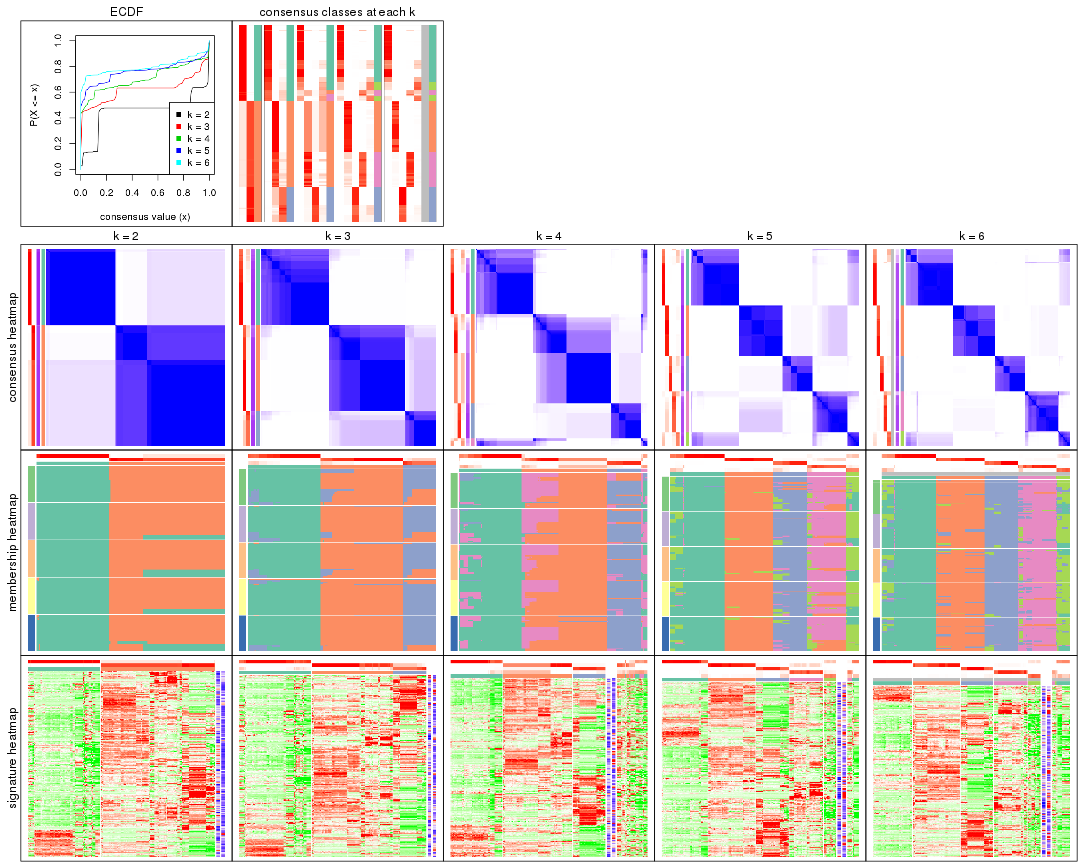 ECDF
consensus classes at each k
P(X <= x)
1.0
0.8
0.6
0.4
0.2
0.0
k = 2
k = 3
k = 4
k = 5
k = 6
0.0 0.2 0.4 0.6 0.8 1.0
consensus value (x)
k = 2
k = 3
k = 4
k = 5
k = 6
consensus heatmap
membership heatmap
signature heatmap